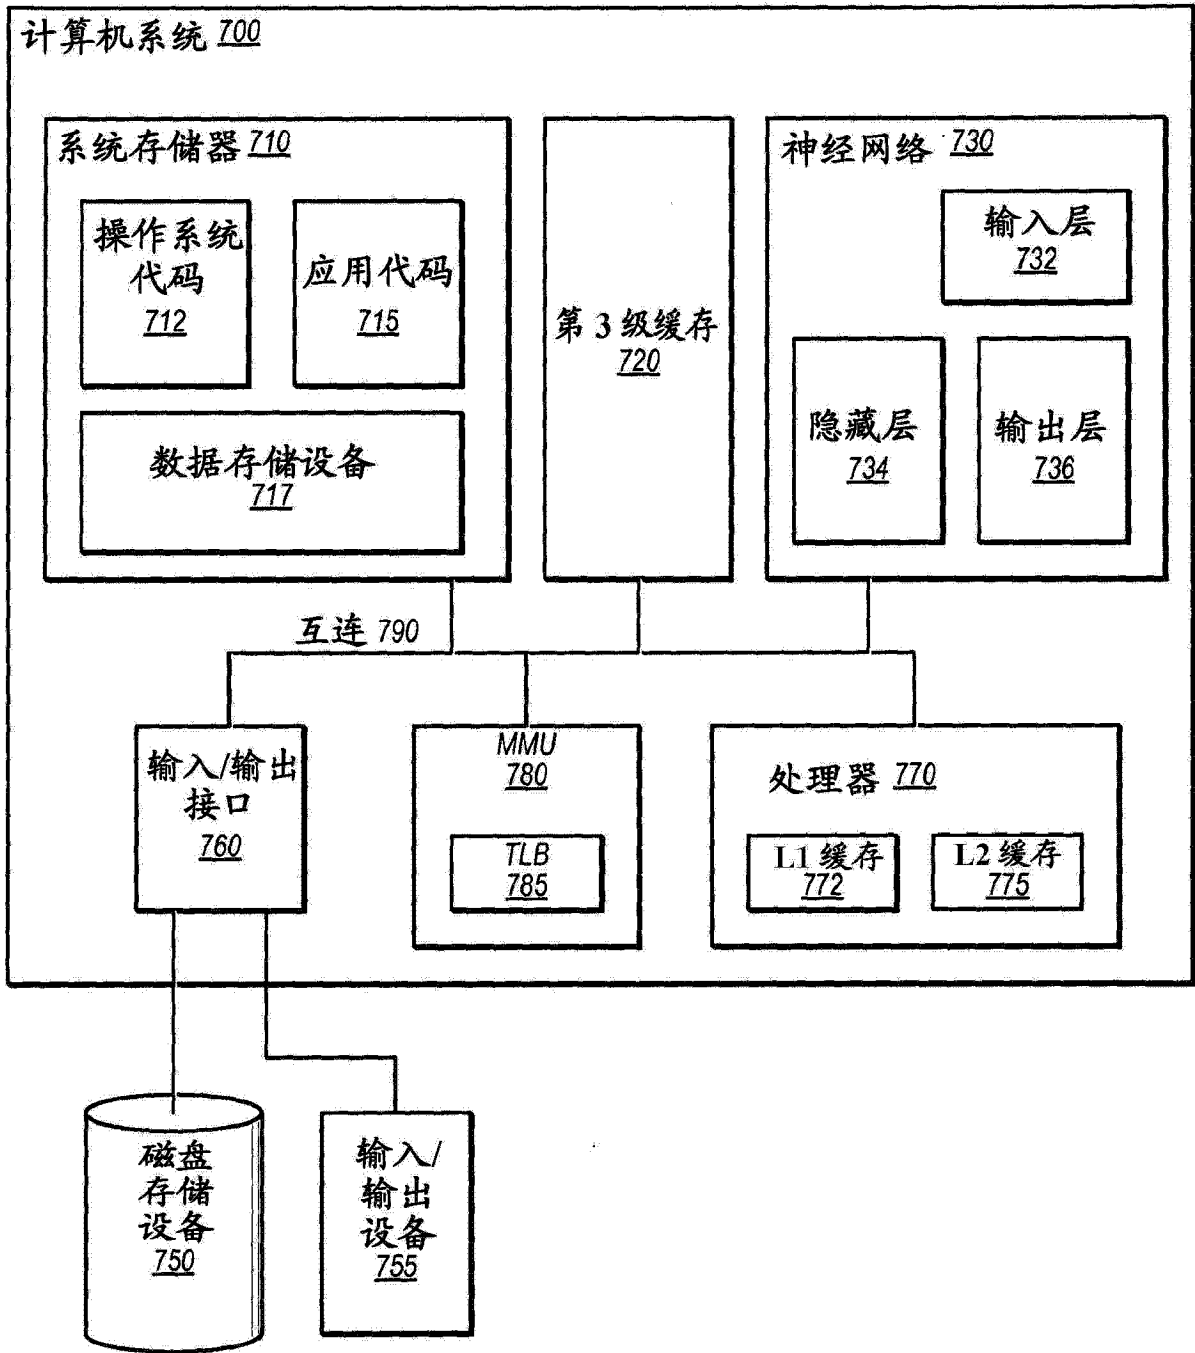 计算机系统 700
系统存储器 710
操作系统
代码
712
应用代码
715
数据存储设备
717
第 3 级缓存
720
神经网络 730
输入层
732
隐藏层
734
输出层
736
互连 790
输入/输出
接口
760
MMU
780
TLB
785
处理器 770
L1 缓存
772
L2 缓存
775
磁盘
存储
设备
750
输入/
输出
设备
755